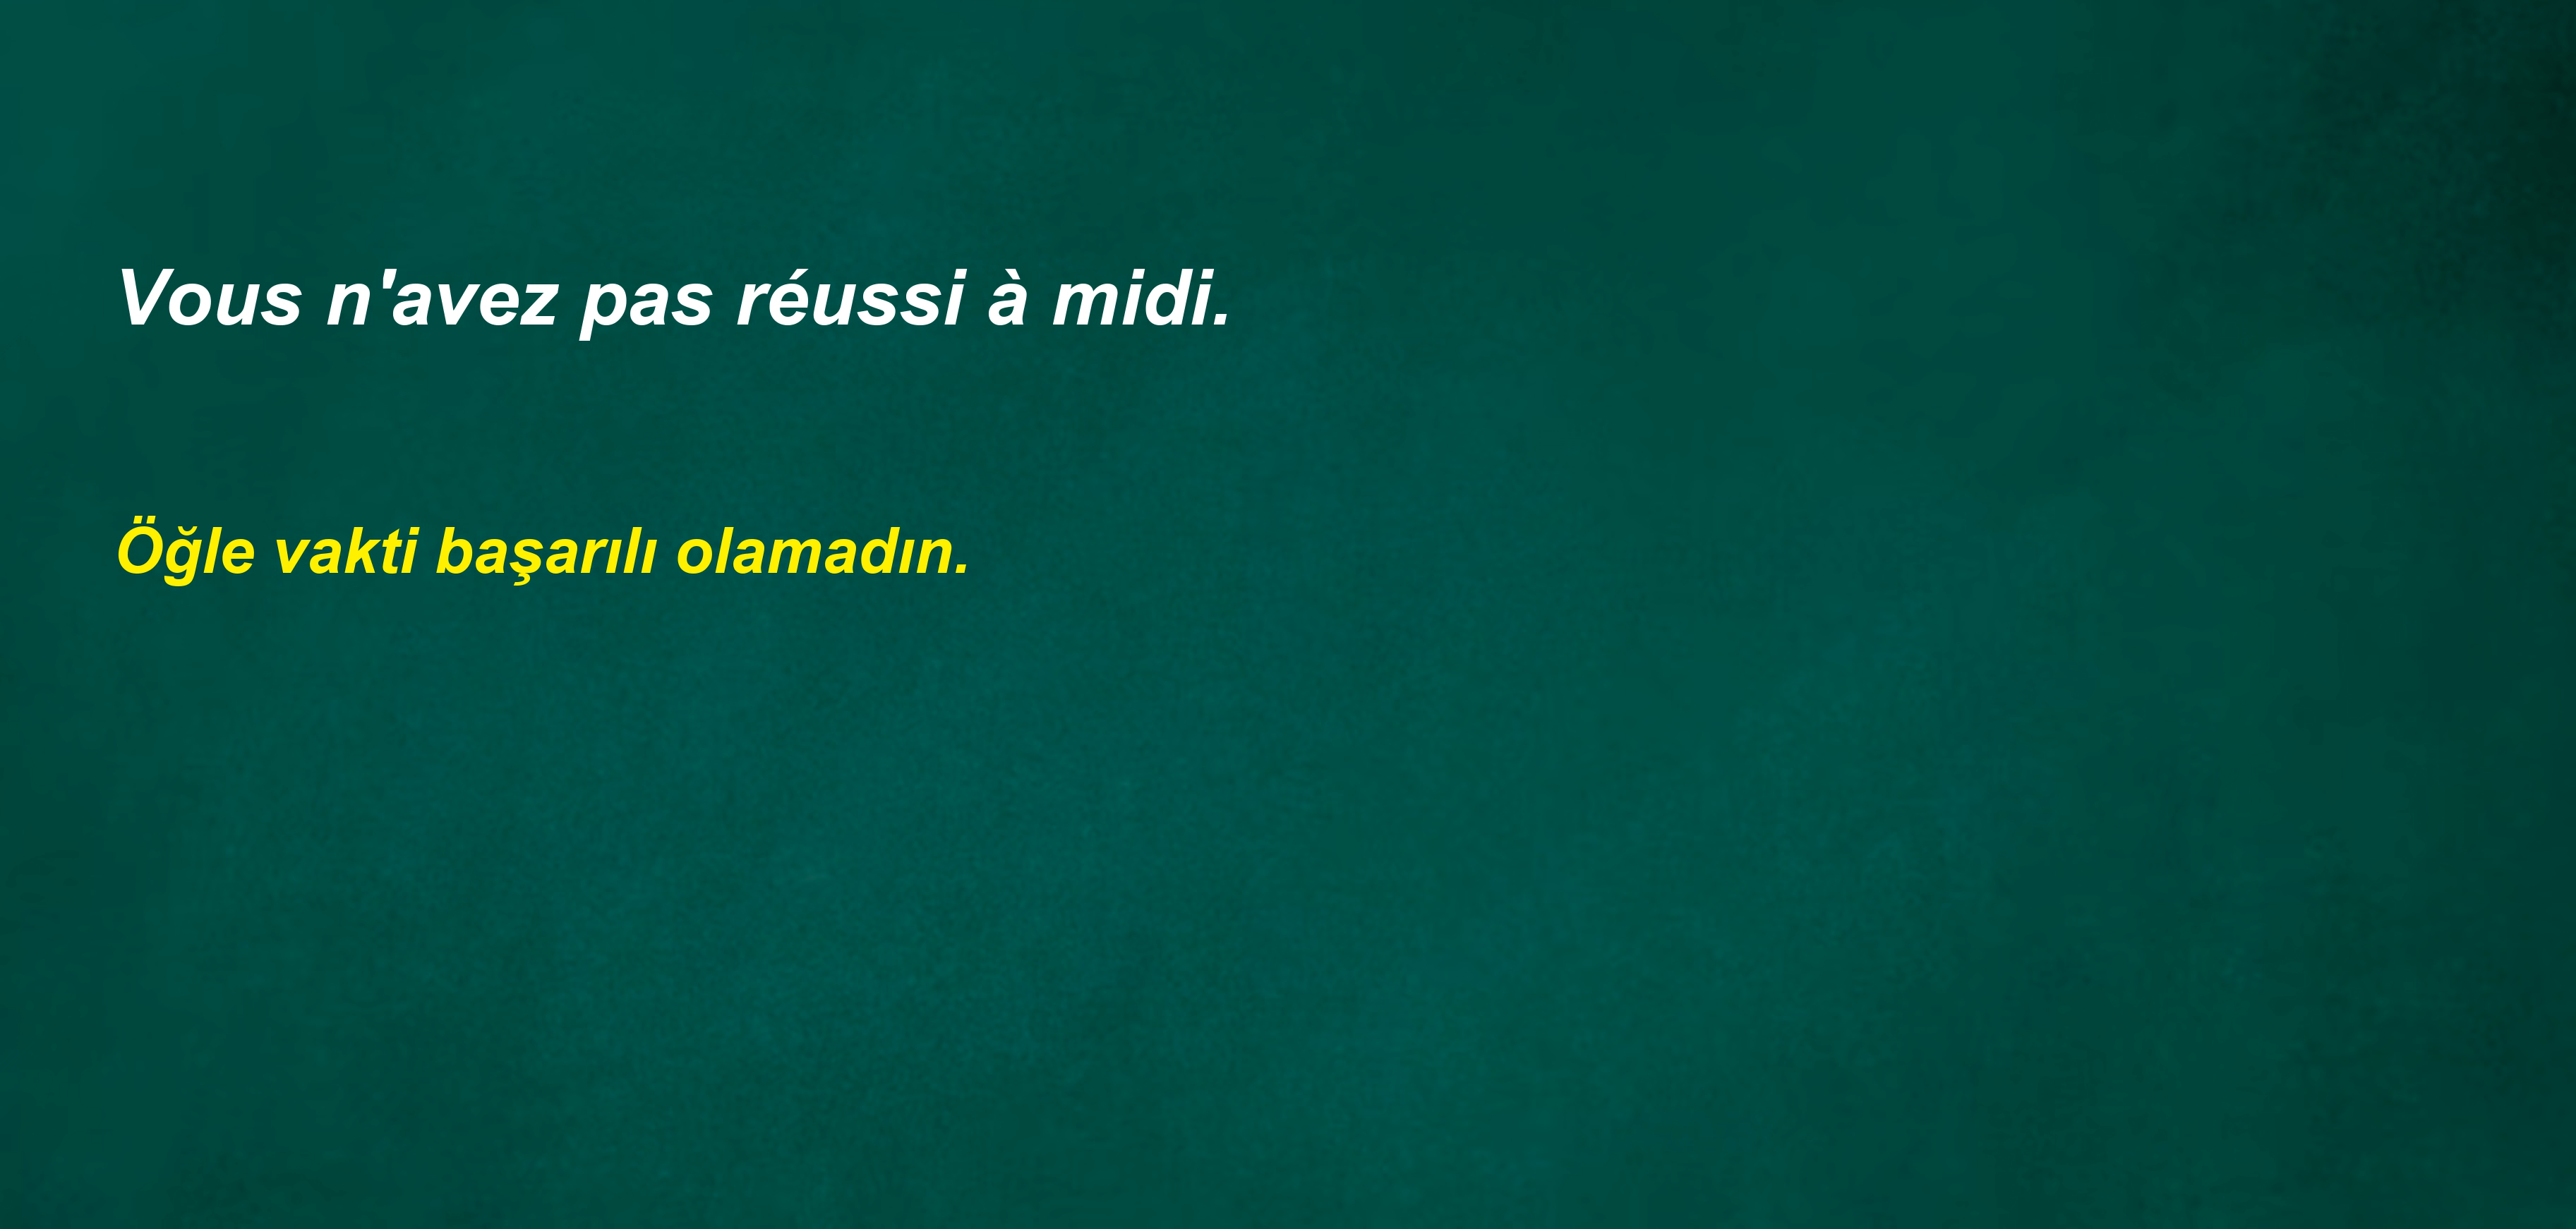 Vous n'avez pas réussi à midi.
Öğle vakti başarılı olamadın.